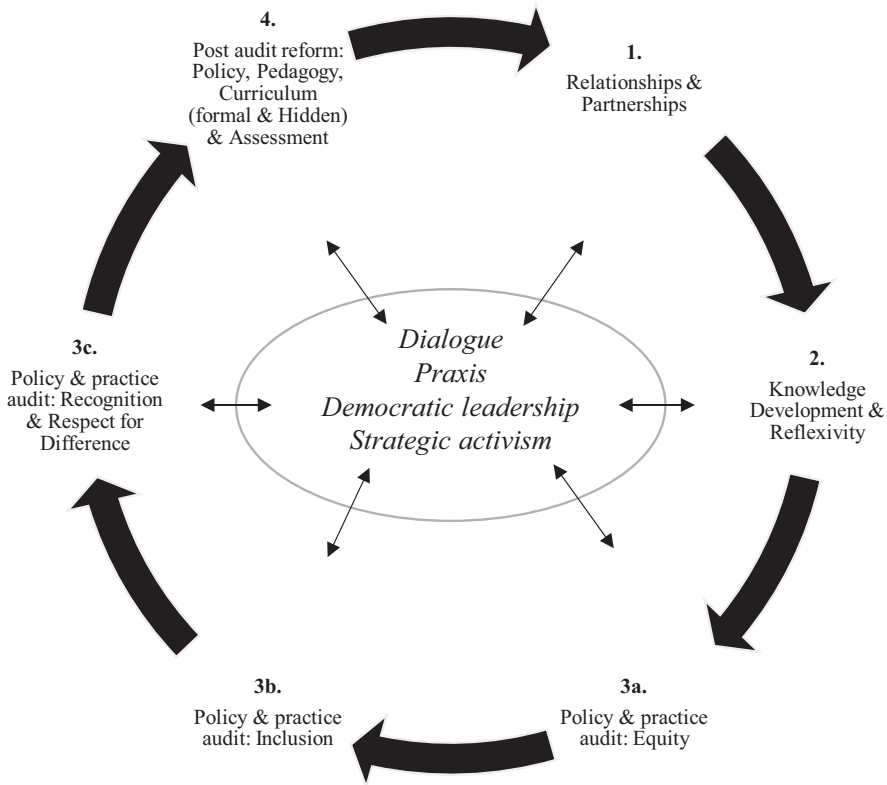 4.
Post audit reform:
Policy, Pedagogy,
Curriculum
(formal & Hidden)
& Assessment
1.
Relationships &
Partnerships
2.
Knowledge
Development &
Reflexivity
3a.
Policy & practice
audit: Equity
3b.
Policy & practice
audit: Inclusion
3c.
Policy & practice
audit: Recognition
& Respect for
Difference
Dialogue
Praxis
Democratic leadership
Strategic activism